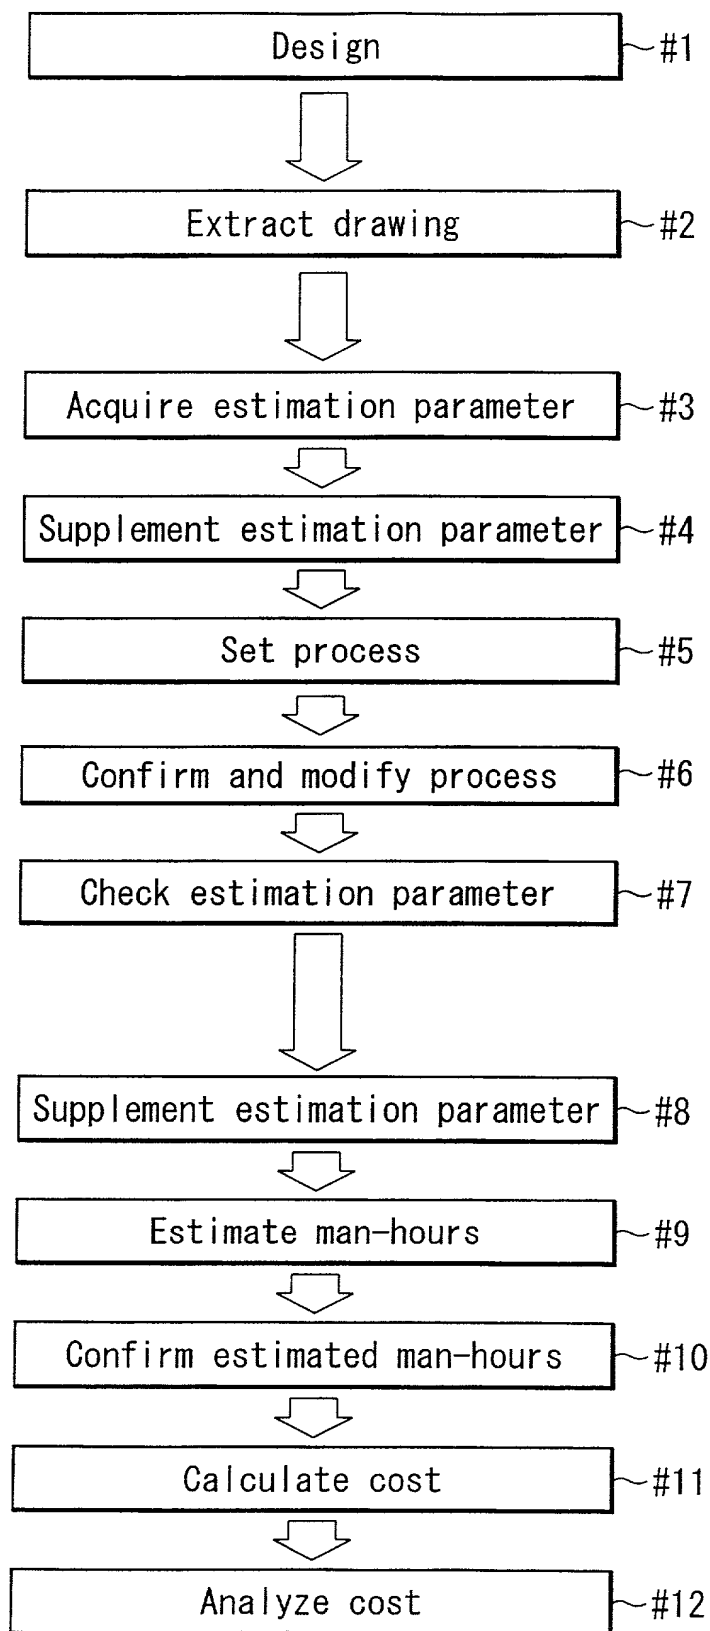 Design #1
Extract drawing #2
Acquire estimation parameter #3
Supplement estimation parameter #4
Set process #5
Confirm and modify process #6
Check estimation parameter #7
Supplement estimation parameter #8
Estimate man-hours #9
Confirm estimated man-hours #10
Calculate cost #11
Analyze cost #12